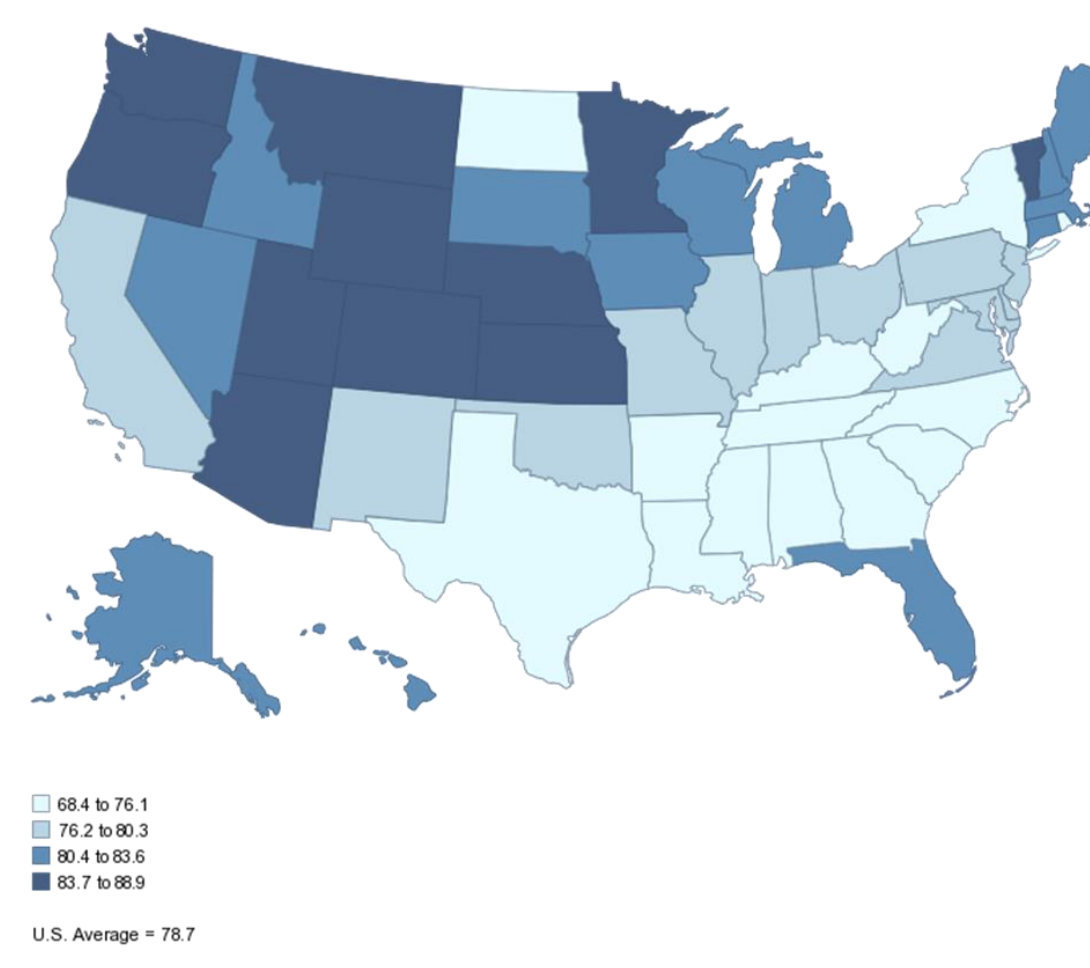 68.4 to 76.1
76.2 to 80.3
80.4 to 83.6
83.7 to 88.9
U.S. Average = 78.7